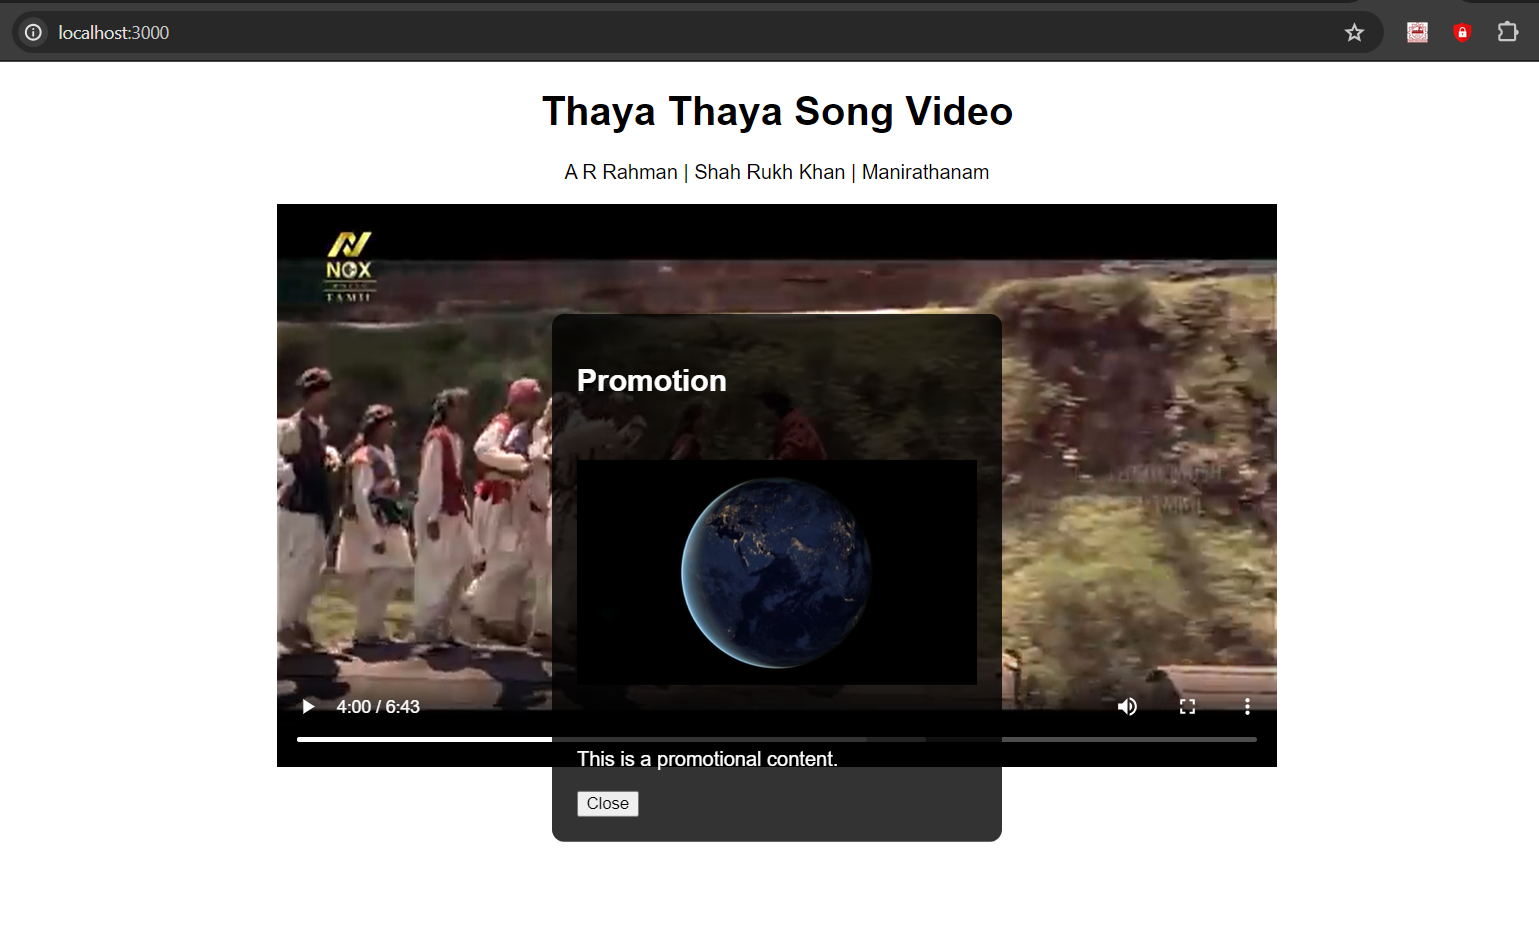 localhost:3000
Thaya Thaya Song Video
A R Rahman | Shah Rukh Khan | Manirathanam
NOX
TAMIL
Promotion
4:00 / 6:43
This is a promotional content.
Close